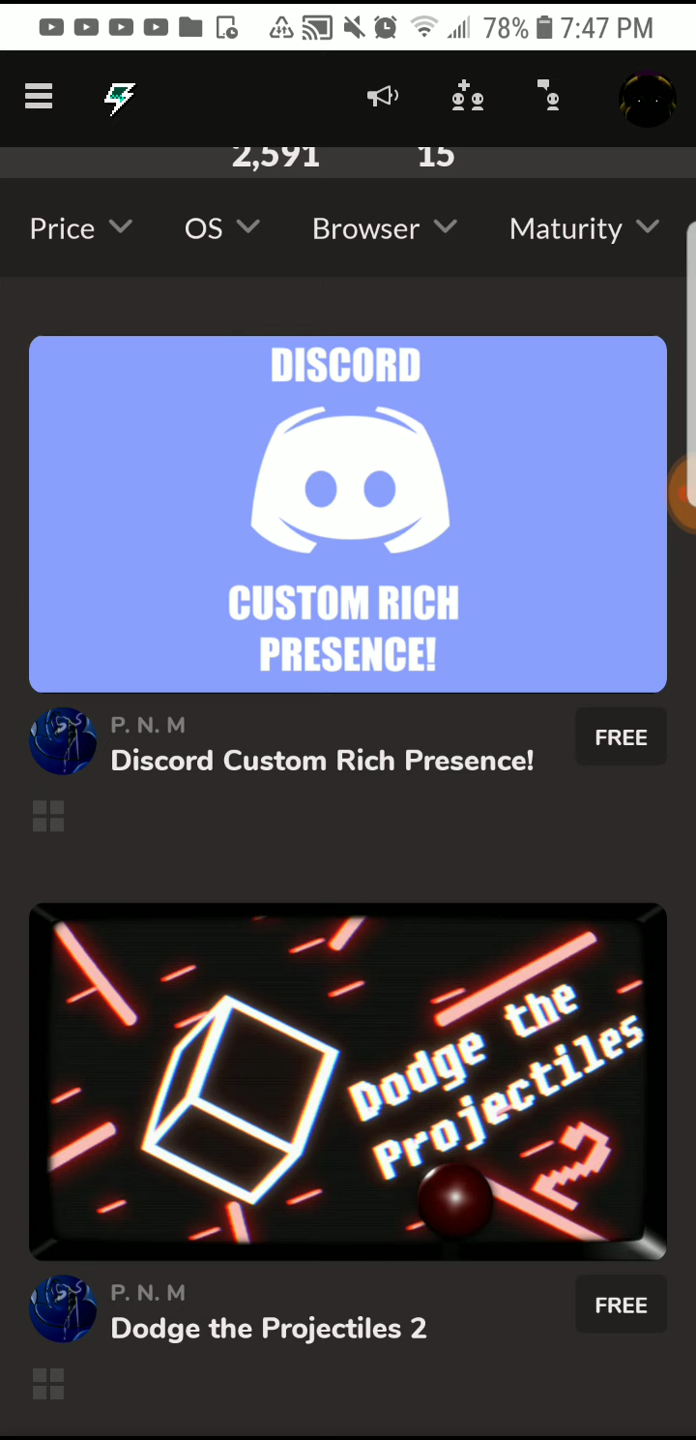 78% 7:47 PM
2,591 15
Price OS Browser Maturity
DISCORD
CUSTOM RICH
PRESENCE!
P. N. M
Discord Custom Rich Presence!
FREE
Dodge the
Projectiles
2
P. N. M
Dodge the Projectiles 2
FREE